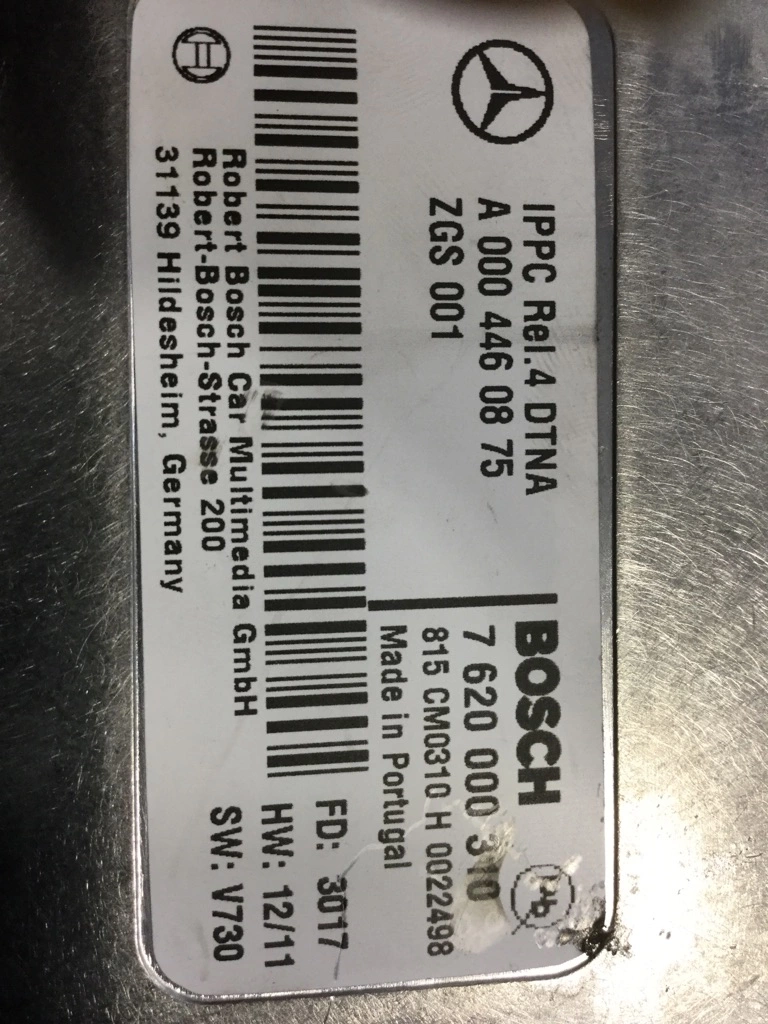 IPPC Rel.4 DTNA
A 000 446 08 75
ZGS 001
BOSCH
7 620 000 310
815 CM0310 H 0022498
Made in Portugal
FD: 3017
HW: 12/11
SW: V730
Robert Bosch Car Multimedia GmbH
Robert-Bosch-Strasse 200
31139 Hildesheim, Germany